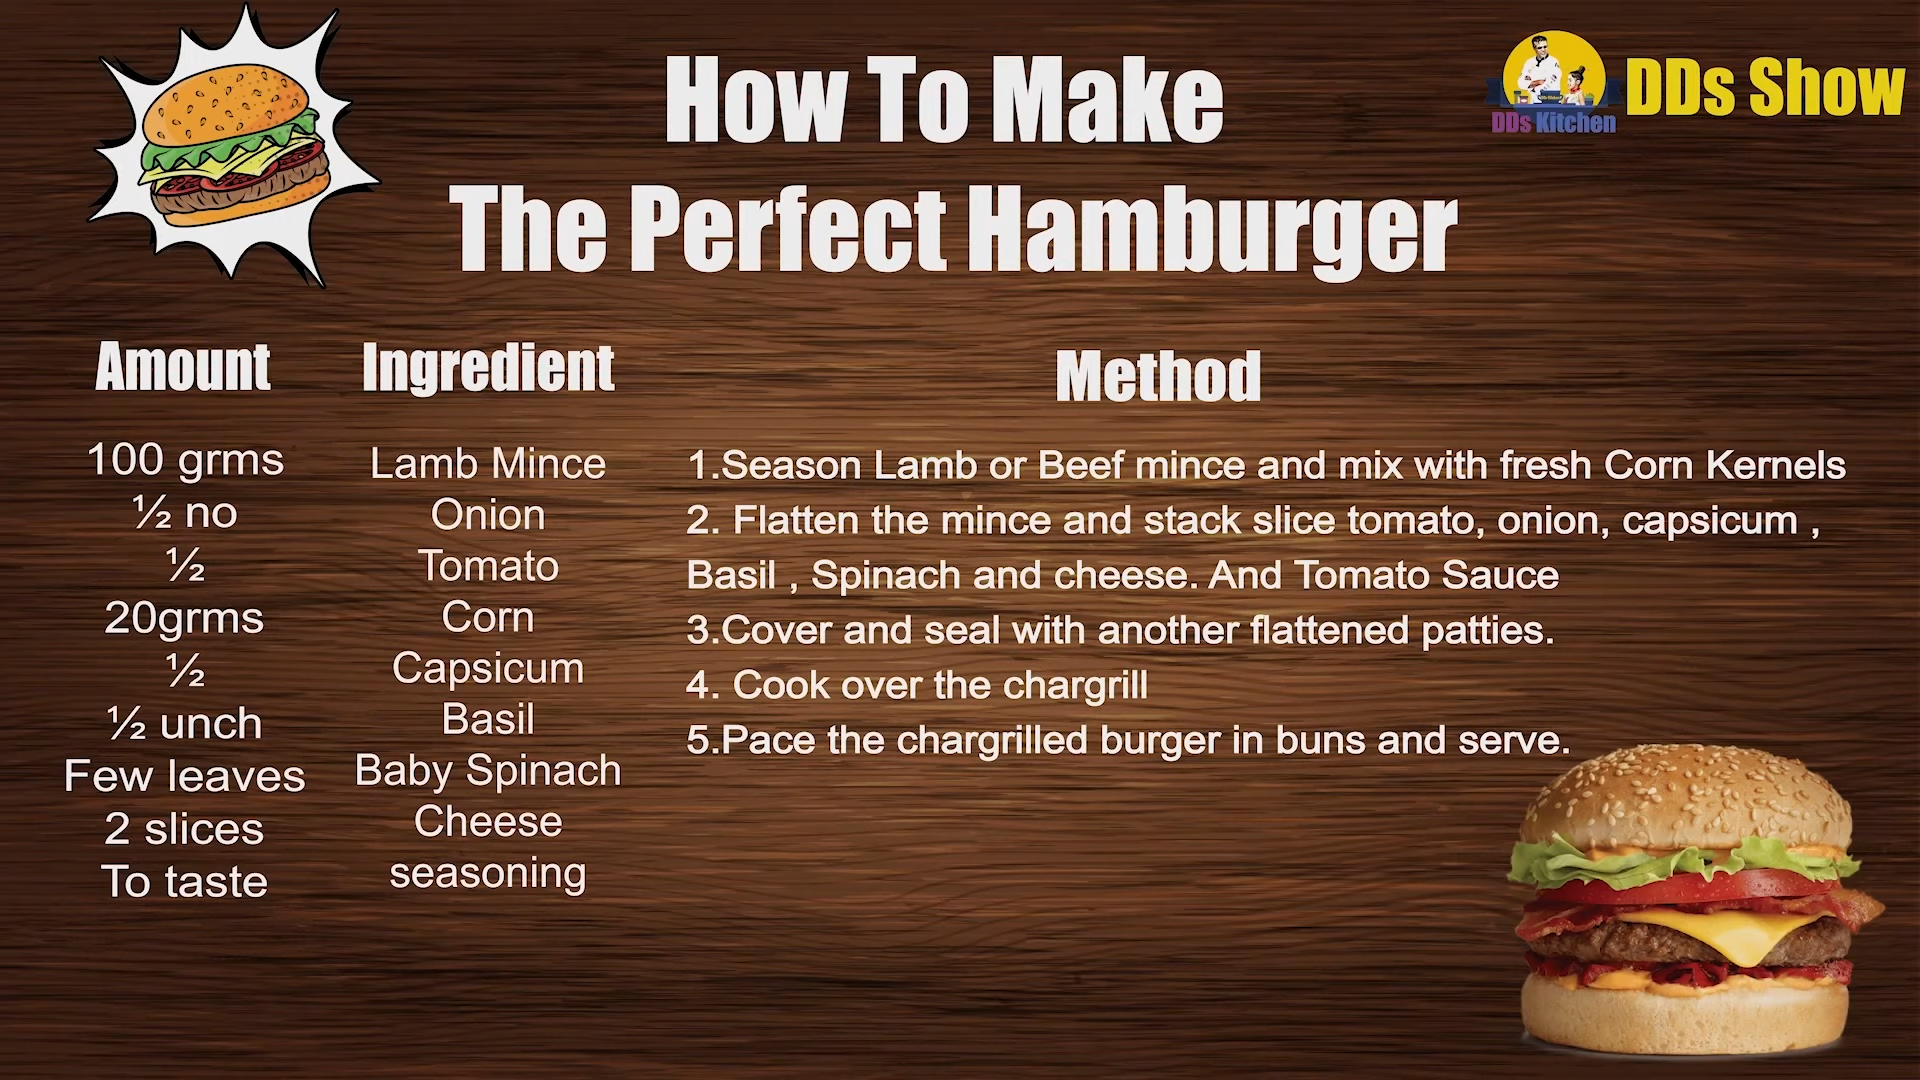 How To Make
The Perfect Hamburger
DDs Kitchen
DDs Show
Amount
100 grms
½ no
½
20grms
½
½ unch
Few leaves
2 slices
To taste
Ingredient
Lamb Mince
Onion
Tomato
Corn
Capsicum
Basil
Baby Spinach
Cheese
seasoning
Method
1.Season Lamb or Beef mince and mix with fresh Corn Kernels
2. Flatten the mince and stack slice tomato, onion, capsicum ,
Basil , Spinach and cheese. And Tomato Sauce
3.Cover and seal with another flattened patties.
4. Cook over the chargrill
5.Pace the chargrilled burger in buns and serve.